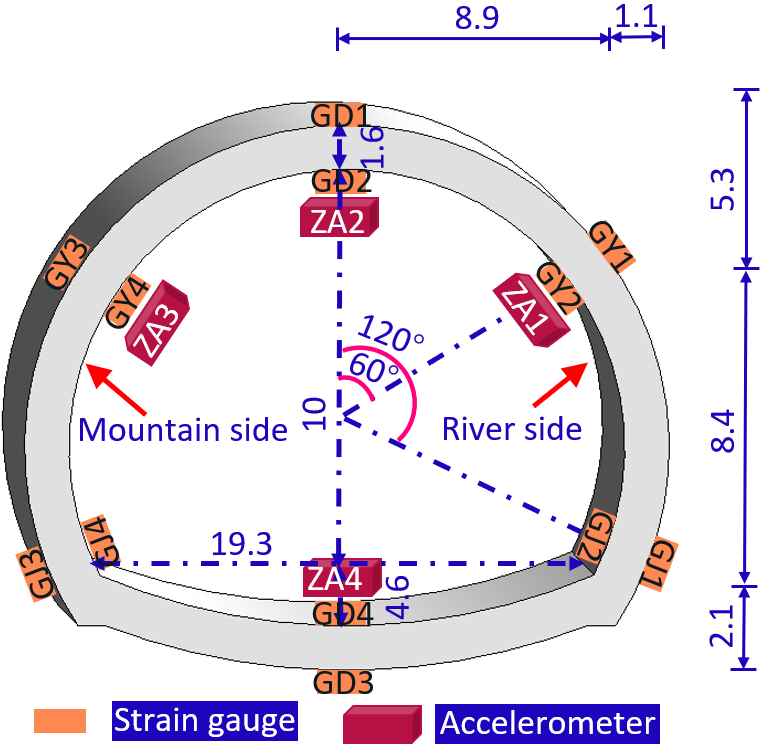 8.9
1.1
GD1
1.6
GD2
ZA2
5.3
GY3
GY1
GY4
GY2
ZA3
ZA1
120°
60°
10
Mountain side
River side
8.4
GJ4
GJ2
19.3
GJ3
GJ1
ZA4
4.6
GD4
2.1
GD3
Strain gauge
Accelerometer